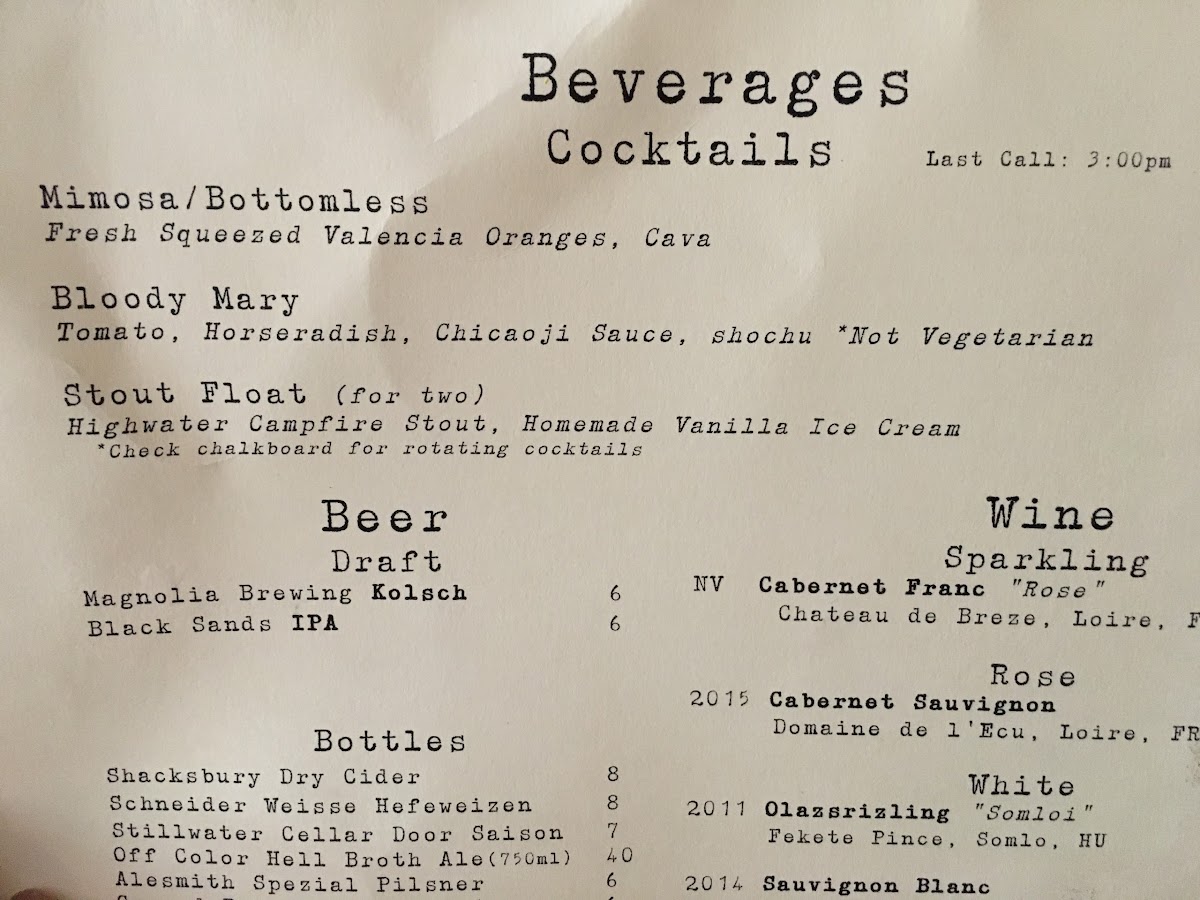 Beverages
Cocktails
Last Call: 3:00pm
Mimosa/Bottomless
Fresh Squeezed Valencia Oranges, Cava
Bloody Mary
Tomato, Horseradish, Chicaoji Sauce, shochu *Not Vegetarian
Stout Float (for two)
Highwater Campfire Stout, Homemade Vanilla Ice Cream
*Check chalkboard for rotating cocktails
Beer
Draft
Magnolia Brewing Kolsch 6
Black Sands IPA 6
Bottles
Shacksbury Dry Cider 8
Schneider Weisse Hefeweizen 8
Stillwater Cellar Door Saison 7
Off Color Hell Broth Ale(750ml) 40
Alesmith Spezial Pilsner 6
Wine
Sparkling
NV Cabernet Franc "Rose"
Chateau de Breze, Loire, F
Rose
2015 Cabernet Sauvignon
Domaine de l'Ecu, Loire, FR
White
2011 Olazsrizling "Somloi"
Fekete Pince, Somlo, HU
2014 Sauvignon Blanc